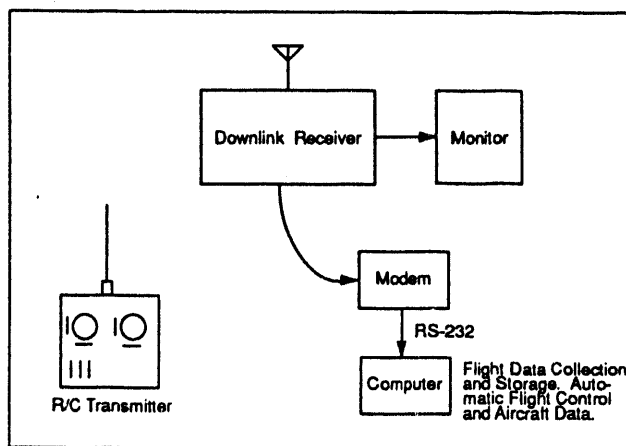 Downlink Receiver
Monitor
Modem
RS-232
Computer
Flight Data Collection
and Storage. Auto-
matic Flight Control
and Aircraft Data.
R/C Transmitter